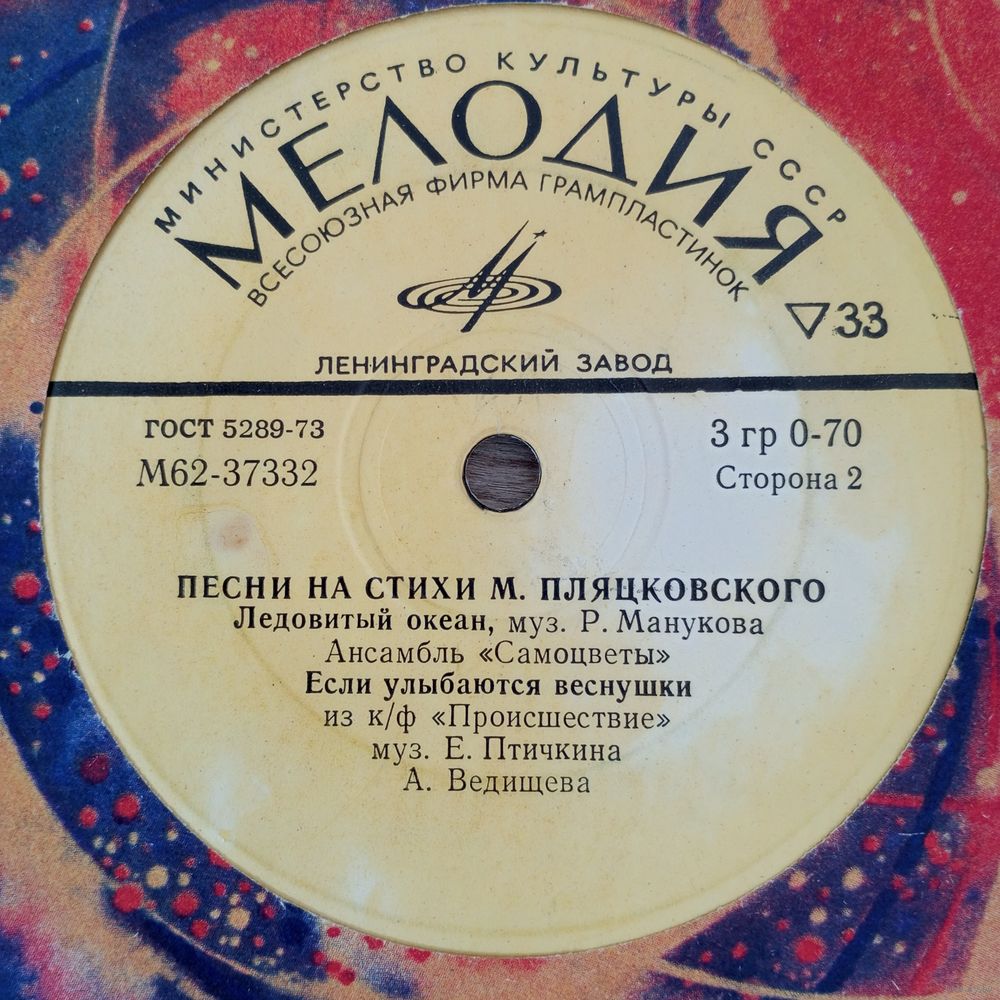 МИНИСТЕРСТВО КУЛЬТУРЫ СССР
МЕЛОДИЯ
ВСЕСОЮЗНАЯ ФИРМА ГРАМПЛАСТИНОК
33
ЛЕНИНГРАДСКИЙ ЗАВОД
ГОСТ 5289-73
М62-37332
3 гр 0-70
Сторона 2
ПЕСНИ НА СТИХИ М. ПЛЯЦКОВСКОГО
Ледовитый океан, муз. Р. Манукова
Ансамбль «Самоцветы»
Если улыбаются веснушки
из к/ф «Происшествие»
муз. Е. Птичкина
А. Ведищева